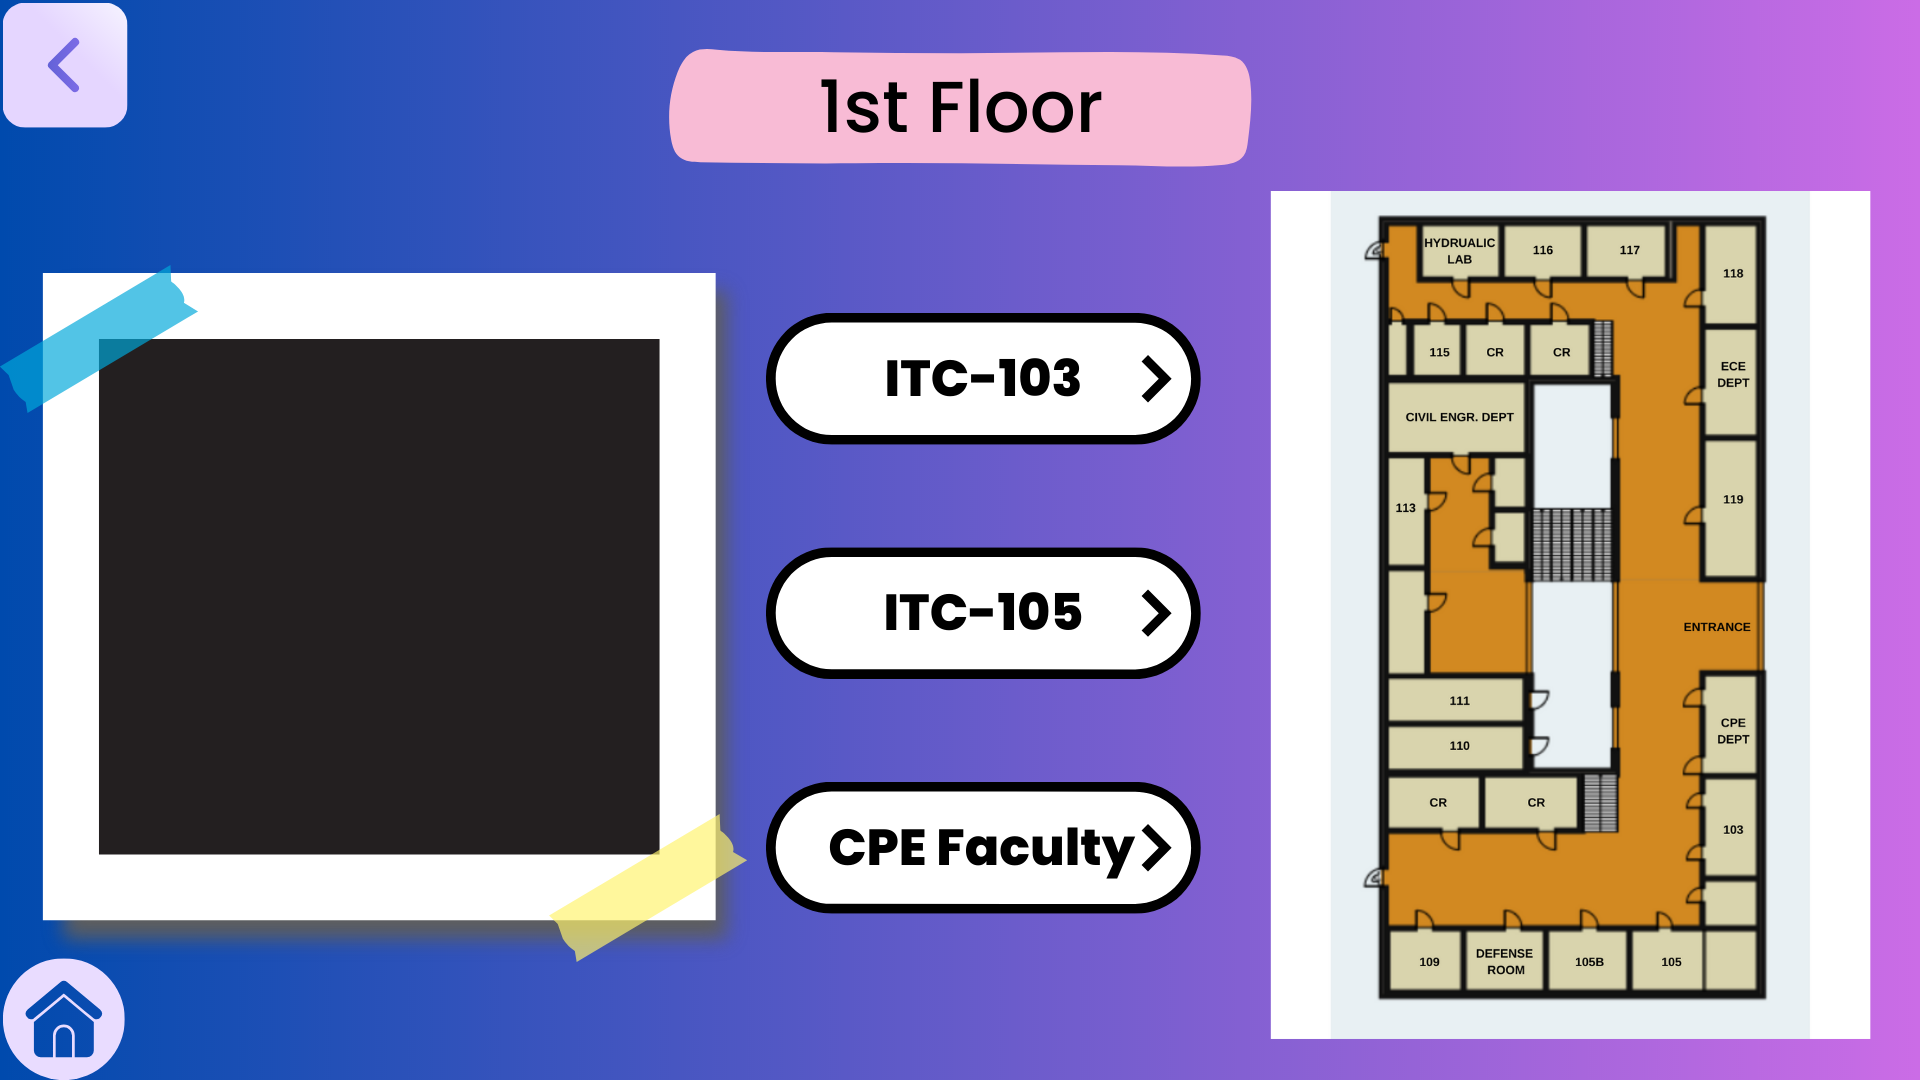 1st Floor
ITC-103
ITC-105
CPE Faculty
HYDRUALIC
LAB
116
117
118
115
CR
CR
ECE
DEPT
CIVIL ENGR. DEPT
113
119
ENTRANCE
111
110
CPE
DEPT
CR
CR
103
109
DEFENSE
ROOM
105B
105